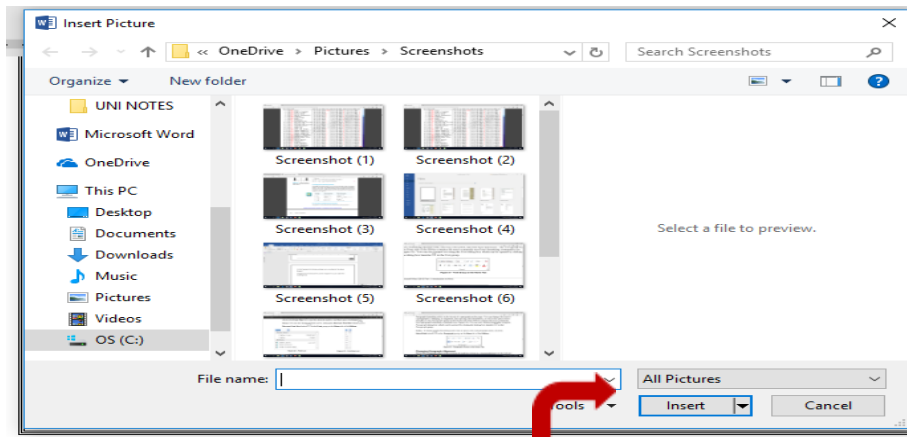 Insert Picture
« OneDrive > Pictures > Screenshots
Search Screenshots
Organize
New folder
UNI NOTES
Microsoft Word
OneDrive
This PC
Desktop
Documents
Downloads
Music
Pictures
Videos
OS (C:)
Screenshot (1) Screenshot (2)
Screenshot (3) Screenshot (4)
Screenshot (5) Screenshot (6)
Select a file to preview.
File name:
All Pictures
ools
Insert
Cancel